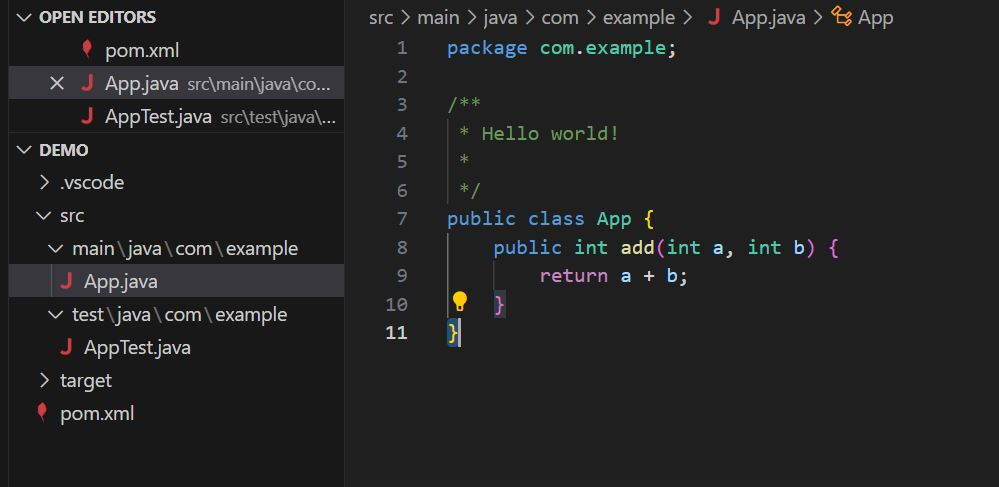 OPEN EDITORS
pom.xml
App.java src\main\java\co...
AppTest.java src\test\java\...
DEMO
.vscode
src
main\java\com\example
App.java
test\java\com\example
AppTest.java
target
pom.xml
src > main > java > com > example > J App.java > App
1 package com.example;
2
3 /**
4 * Hello world!
5 *
6 */
7 public class App {
8 public int add(int a, int b) {
9 return a + b;
10 }
11 }